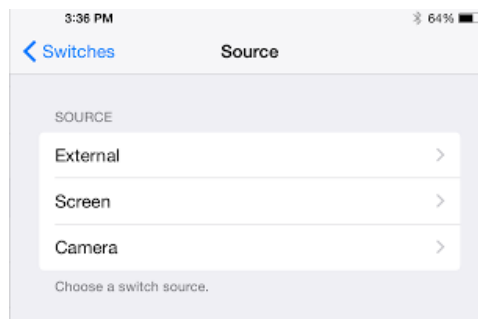 3:36 PM 64%
Switches Source
SOURCE
External
Screen
Camera
Choose a switch source.